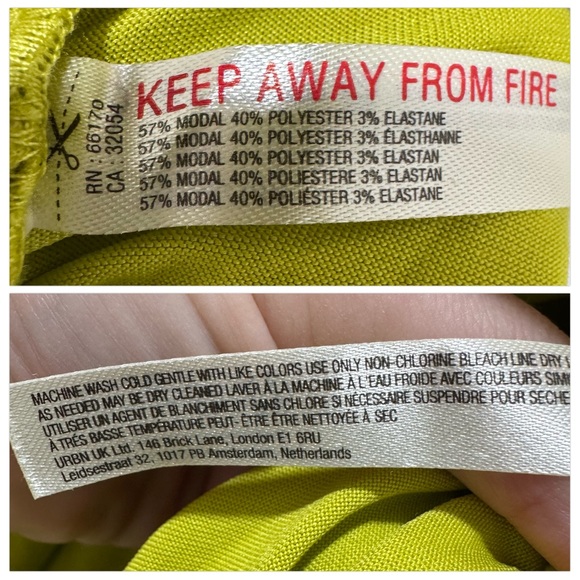 KEEP AWAY FROM FIRE
RN : 66170
CA : 32054
57% MODAL 40% POLYESTER 3% ELASTANE
57% MODAL 40% POLYESTER 3% ÉLASTHANNE
57% MODAL 40% POLYESTER 3% ELASTAN
57% MODAL 40% POLIESTERE 3% ELASTAN
57% MODAL 40% POLIÉSTER 3% ELASTANE
MACHINE WASH COLD GENTLE WITH LIKE COLORS USE ONLY NON-CHLORINE BLEACH LINE DRY
AS NEEDED MAY BE DRY CLEANED LAVER À LA MACHINE À L'EAU FROIDE AVEC COULEURS SIMI
UTILISER UN AGENT DE BLANCHIMENT SANS CHLORE SI NÉCESSAIRE SUSPENDRE POUR SÉCHE
À TRÈS BASSE TEMPÉRATURE PEUT- ÊTRE ÊTRE NETTOYÉE À SEC
URBN UK Ltd. 146 Brick Lane, London E1 6RU
Leidsestraat 32, 1017 PB Amsterdam, Netherlands